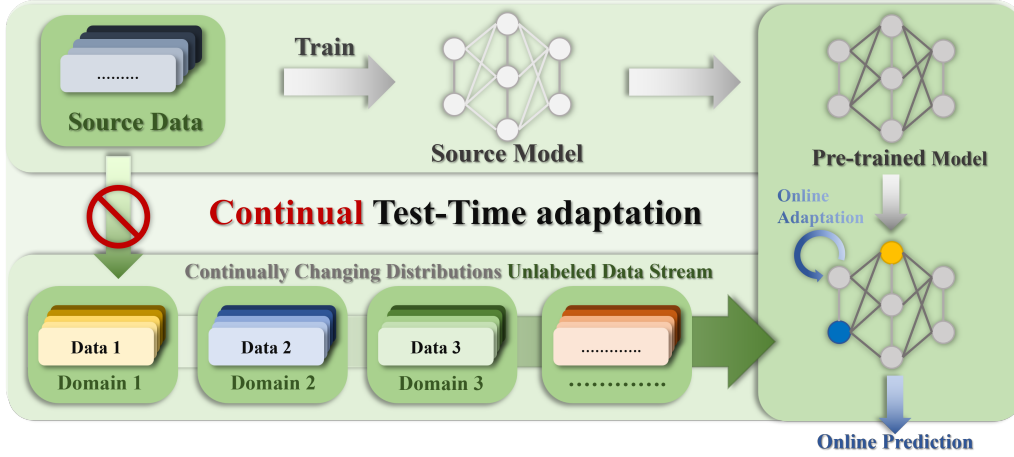 .........
Source Data
Train
Source Model
Pre-trained Model
Continual Test-Time adaptation
Online
Adaptation
Continually Changing Distributions Unlabeled Data Stream
Data 1
Domain 1
Data 2
Domain 2
Data 3
Domain 3
.............
.............
Online Prediction